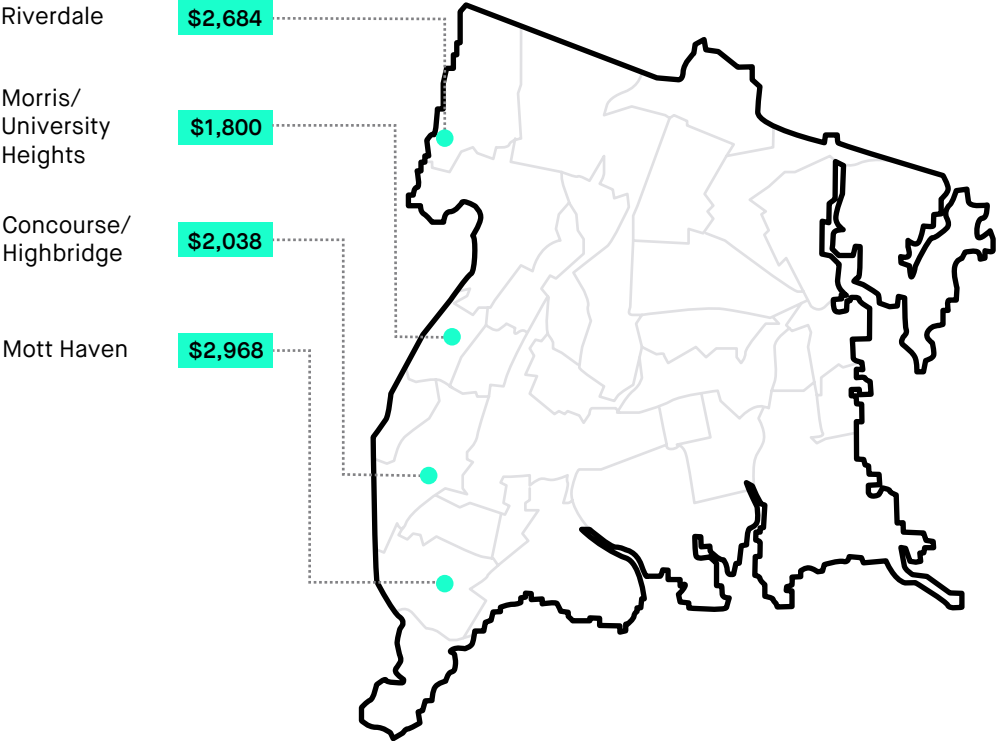 Riverdale
$2,684
Morris/
University
Heights
$1,800
Concourse/
Highbridge
$2,038
Mott Haven
$2,968